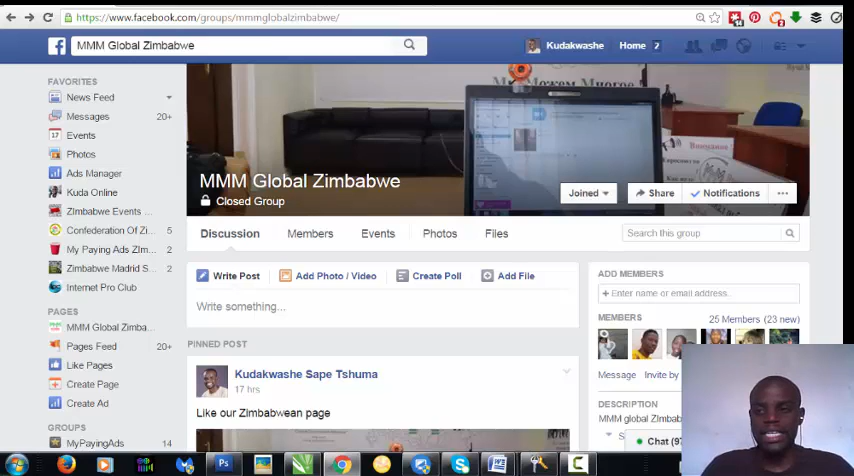 https://www.facebook.com/groups/mmmglobalzimbabwe/
MMM Global Zimbabwe
Kudakwashe
Home 2
FAVORITES
News Feed
Messages 20+
17 Events
Photos
Ads Manager
Kuda Online
Zimbabwe Events ...
Confederation Of Zi... 5
My Paying Ads ZIm... 2
Zimbabwe Madrid S... 2
Internet Pro Club
PAGES
MMM Global Zimba...
Pages Feed 20+
Like Pages
Create Page
Create Ad
GROUPS
MyPayingAds 14
Мы Можем Многое
MMM Global Zimbabwe
Closed Group
Joined
Share
Notifications
Discussion
Members
Events
Photos
Files
Search this group
Write Post
Add Photo / Video
Create Poll
Add File
Write something...
PINNED POST
Kudakwashe Sape Tshuma
17 hrs
Like our Zimbabwean page
ADD MEMBERS
+ Enter name or email address...
MEMBERS
25 Members (23 new)
Message
Invite by
DESCRIPTION
MMM global Zimbab
Chat (9